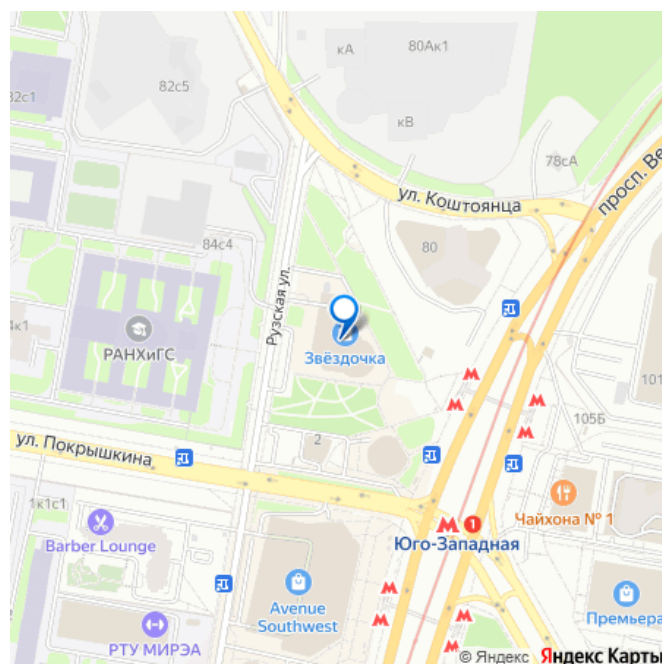 кА
80Ак1
82с5
82с1
кВ
78сА
просп. Ве
ул. Коштоянца
84с4
80
Рузская ул.
4к1
РАНХиГС
Звёздочка
101
105Б
2
ул. Покрышкина
1к1с1
Чайхона № 1
1
Юго-Западная
Barber Lounge
Avenue
Southwest
Премьера
РТУ МИРЭА
© Яндекс Яндекс Карты